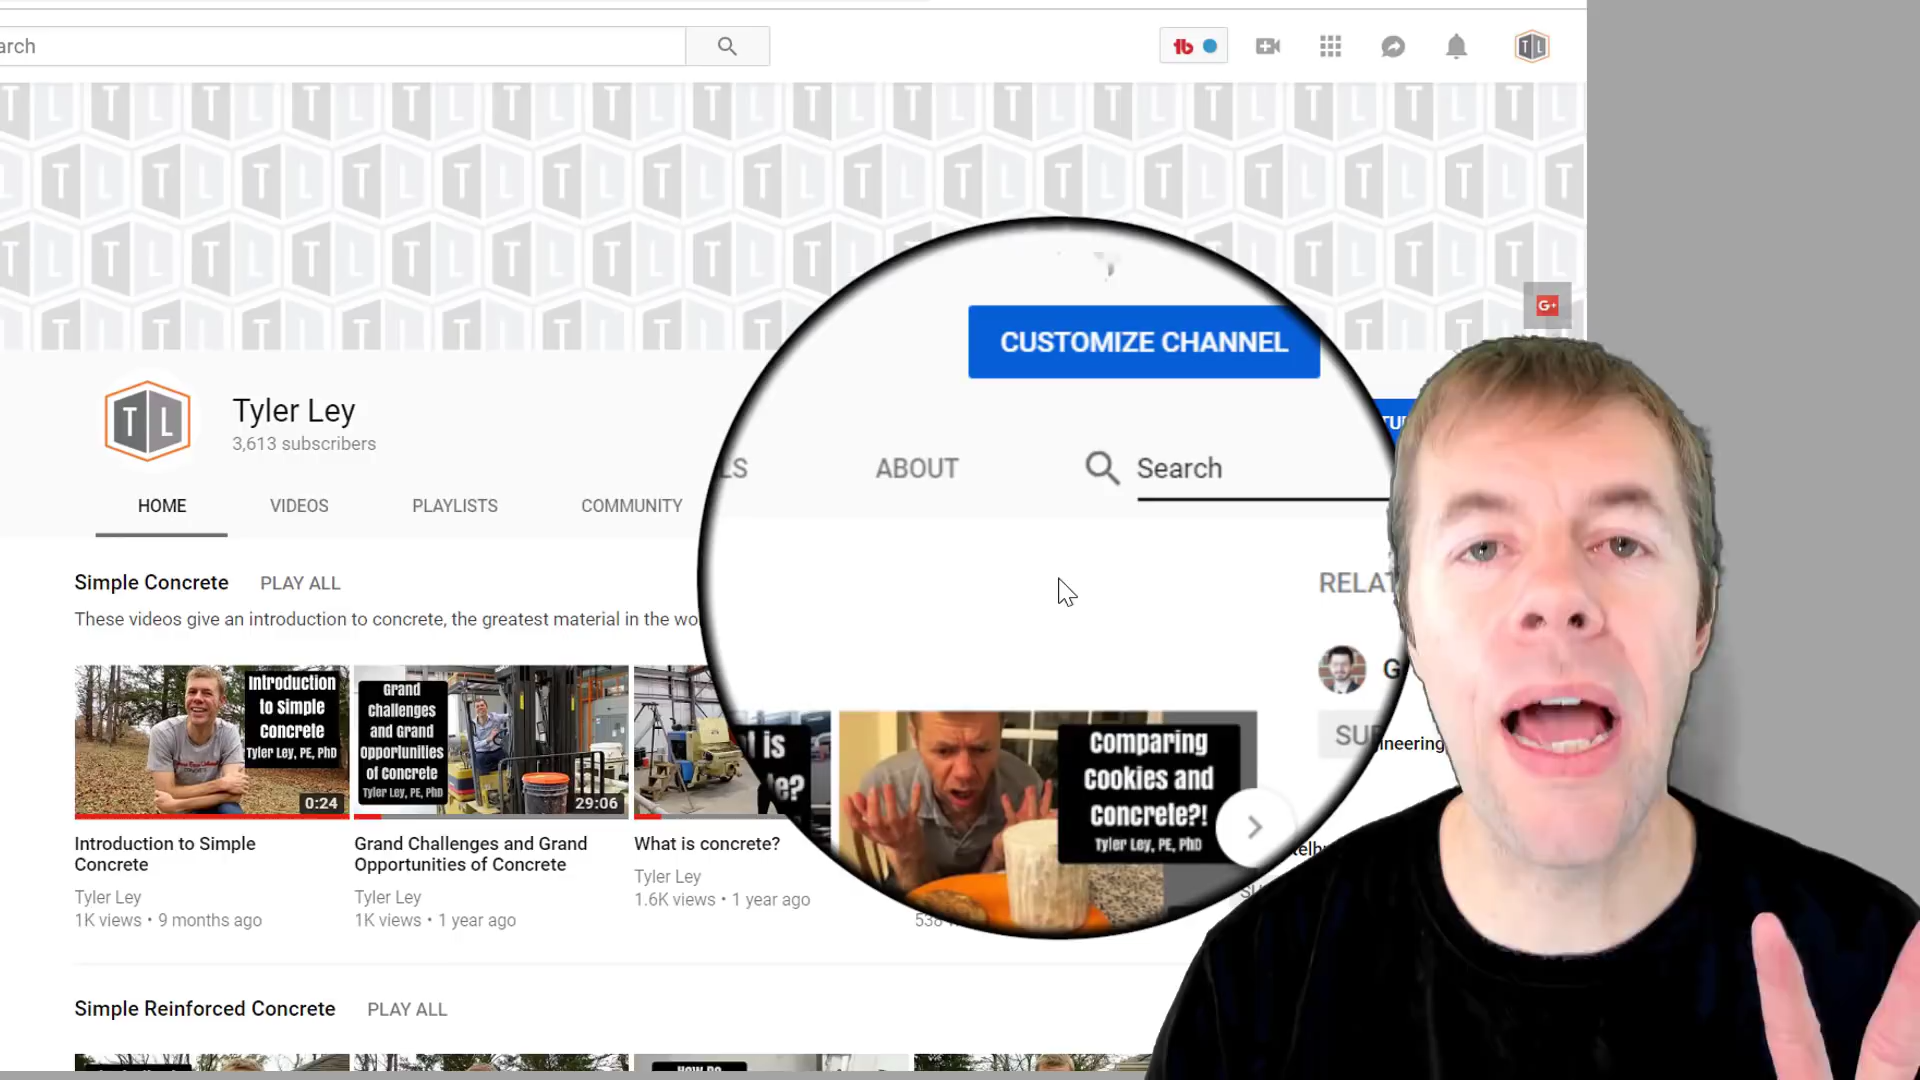 arch
Tyler Ley
3,613 subscribers
CUSTOMIZE CHANNEL
HOME
VIDEOS
PLAYLISTS
COMMUNITY
LS
ABOUT
Search
Simple Concrete
PLAY ALL
These videos give an introduction to concrete, the greatest material in the wo
RELAT
G
SU
ineering
Introduction
to simple
concrete
Tyler Ley, PE, PhD
0:24
Grand
challenges
and Grand
Opportunities
of Concrete
Tyler Ley, PE, PhD
29:06
Comparing
Cookies and
concrete?!
Tyler Ley, PE, PhD
Introduction to Simple
Concrete
Tyler Ley
1K views • 9 months ago
Grand Challenges and Grand
Opportunities of Concrete
Tyler Ley
1K views • 1 year ago
What is concrete?
Tyler Ley
1.6K views • 1 year ago
Simple Reinforced Concrete
PLAY ALL